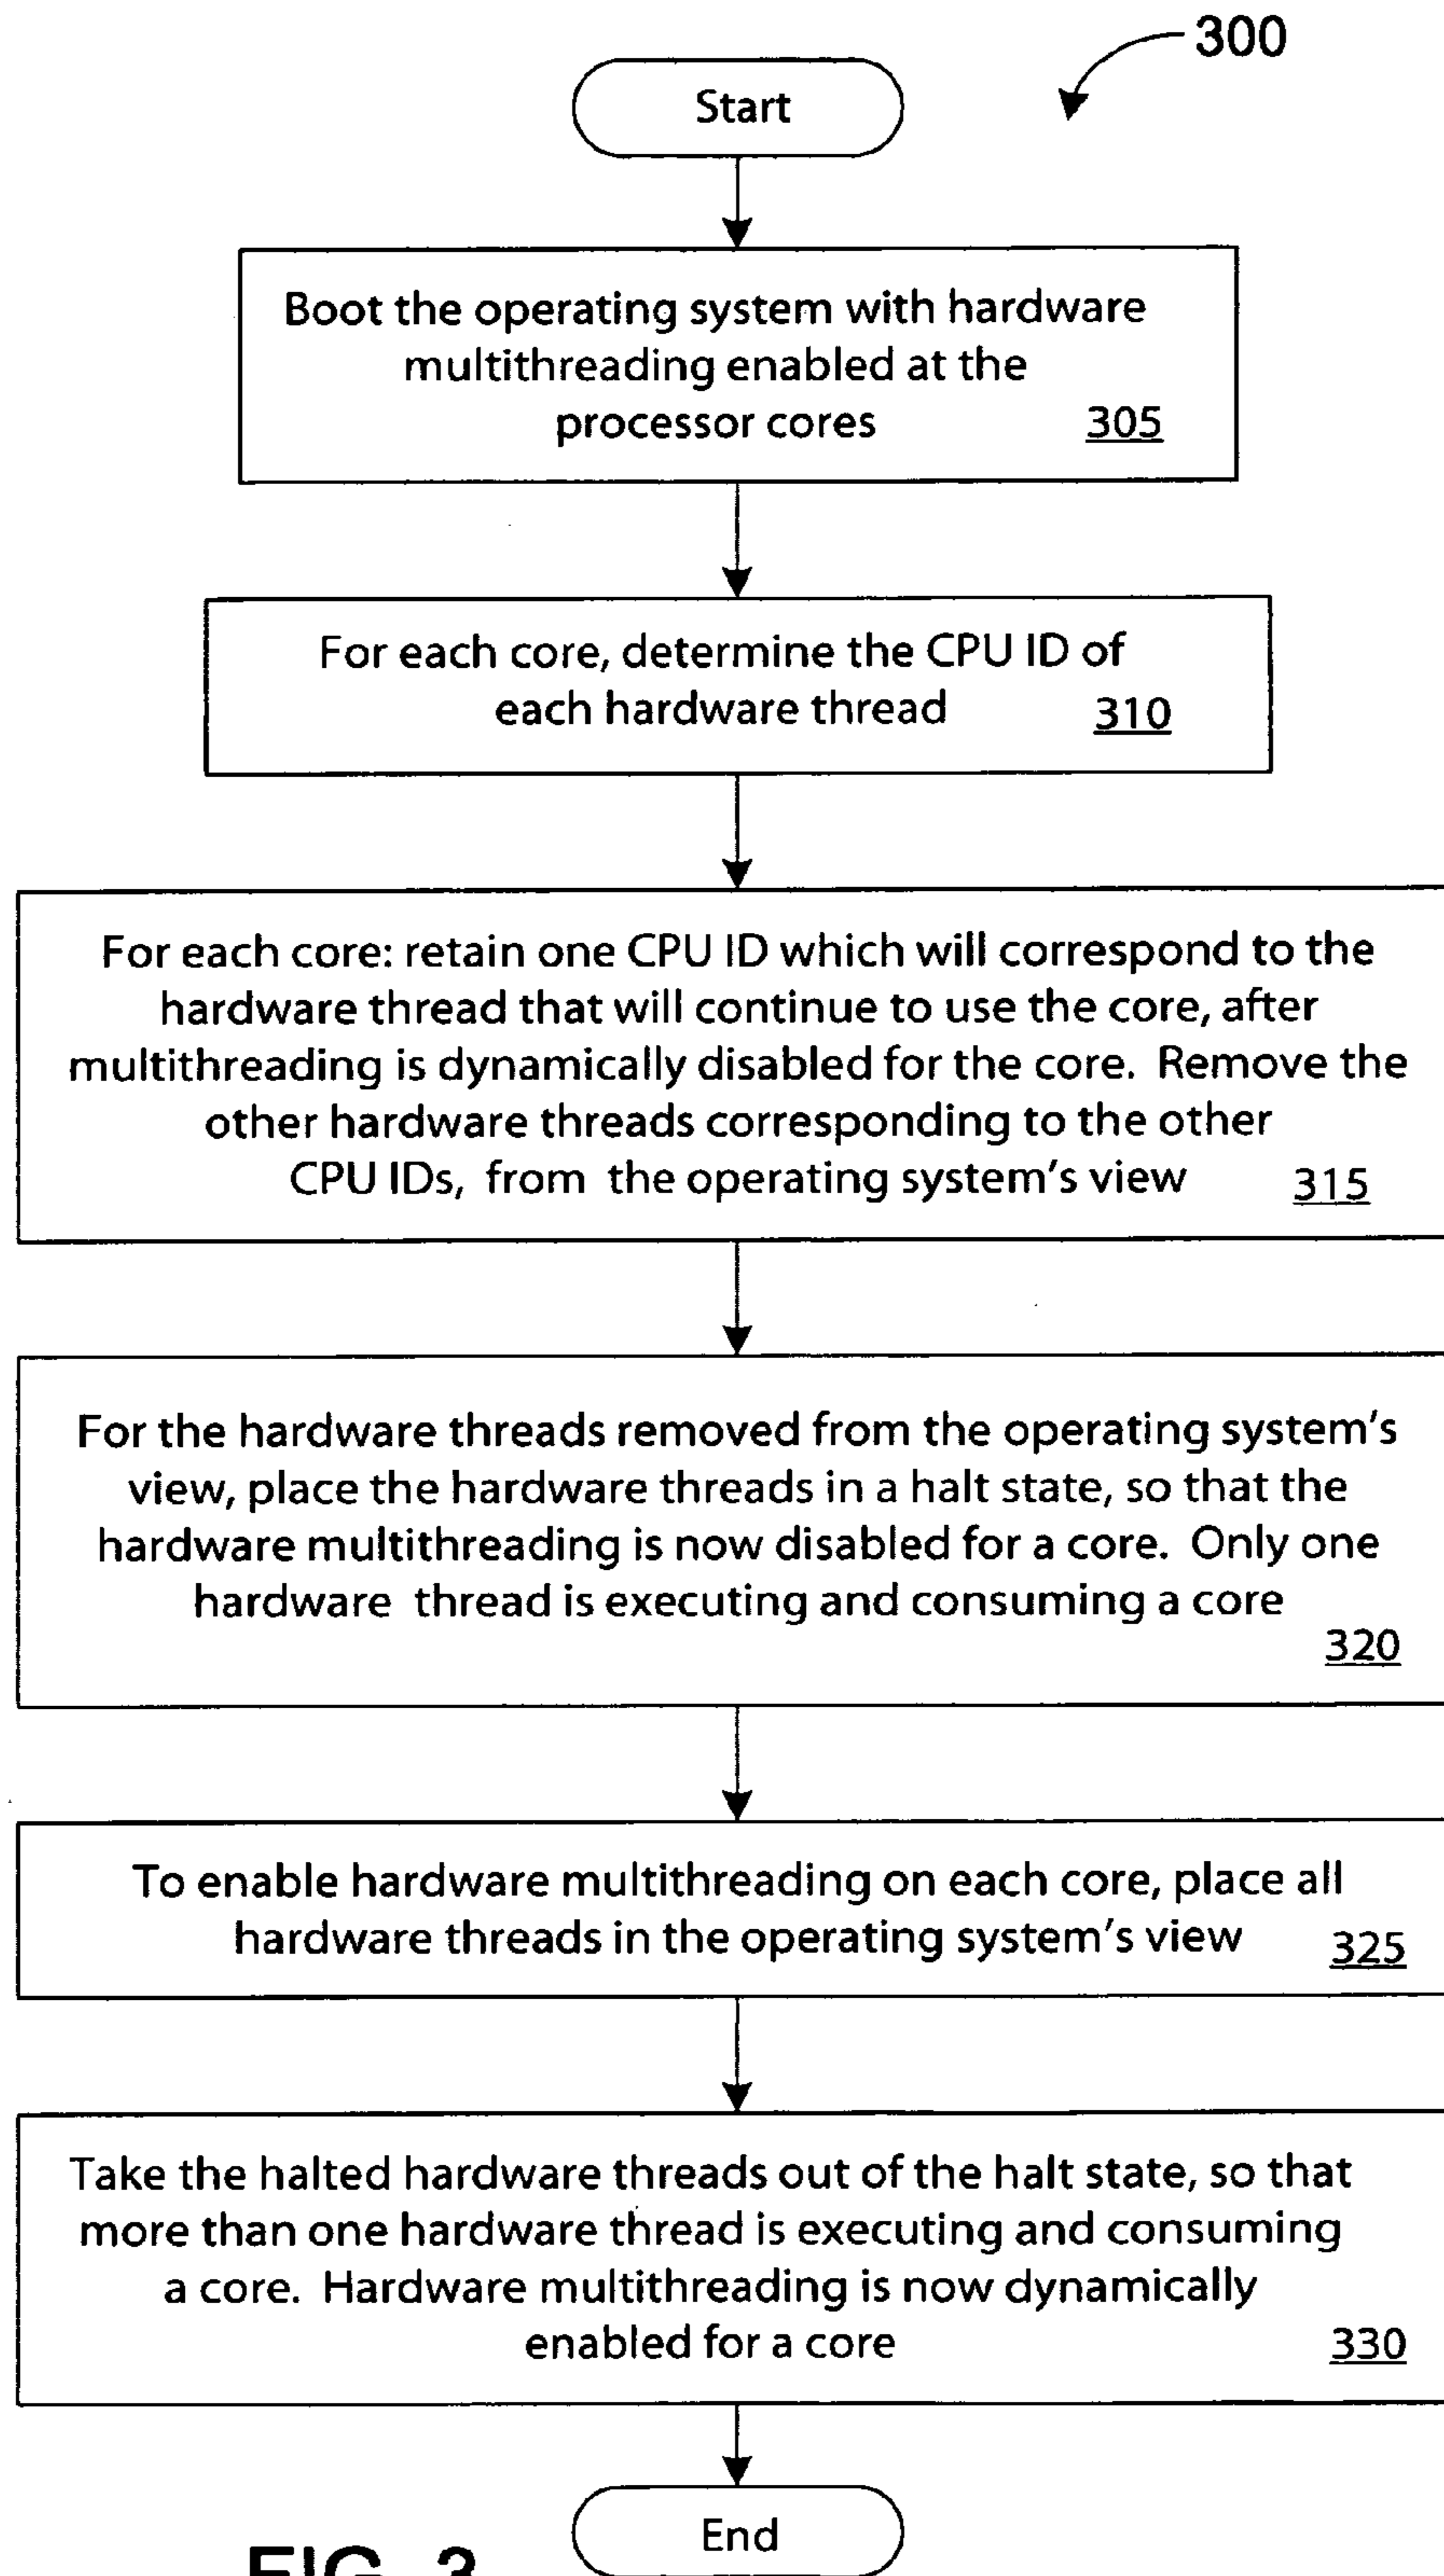 300
Start
Boot the operating system with hardware
multithreading enabled at the
processor cores 305
For each core, determine the CPU ID of
each hardware thread 310
For each core: retain one CPU ID which will correspond to the
hardware thread that will continue to use the core, after
multithreading is dynamically disabled for the core. Remove the
other hardware threads corresponding to the other
CPU IDs, from the operating system's view 315
For the hardware threads removed from the operating system's
view, place the hardware threads in a halt state, so that the
hardware multithreading is now disabled for a core. Only one
hardware thread is executing and consuming a core
320
To enable hardware multithreading on each core, place all
hardware threads in the operating system's view 325
Take the halted hardware threads out of the halt state, so that
more than one hardware thread is executing and consuming
a core. Hardware multithreading is now dynamically
enabled for a core 330
End
FIG. 3